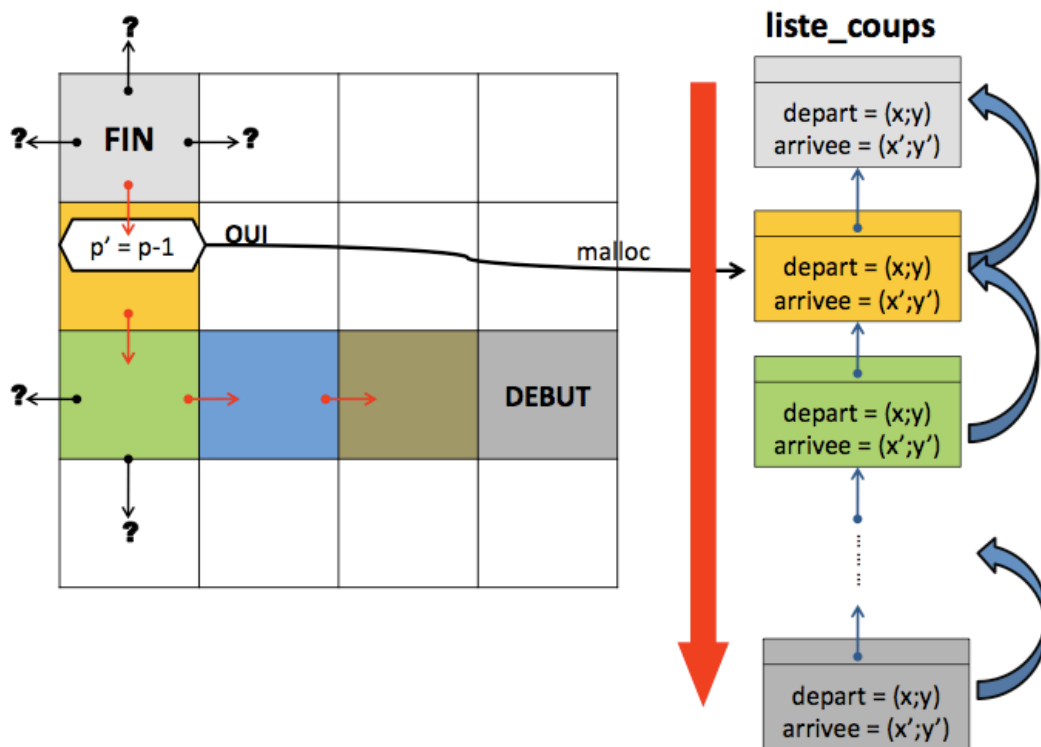 liste_coups
?
? FIN ?
p' = p-1
OUI
malloc
? DEBUT
?
depart = (x;y)
arrivee = (x';y')
depart = (x;y)
arrivee = (x';y')
depart = (x;y)
arrivee = (x';y')
......
depart = (x;y)
arrivee = (x';y')